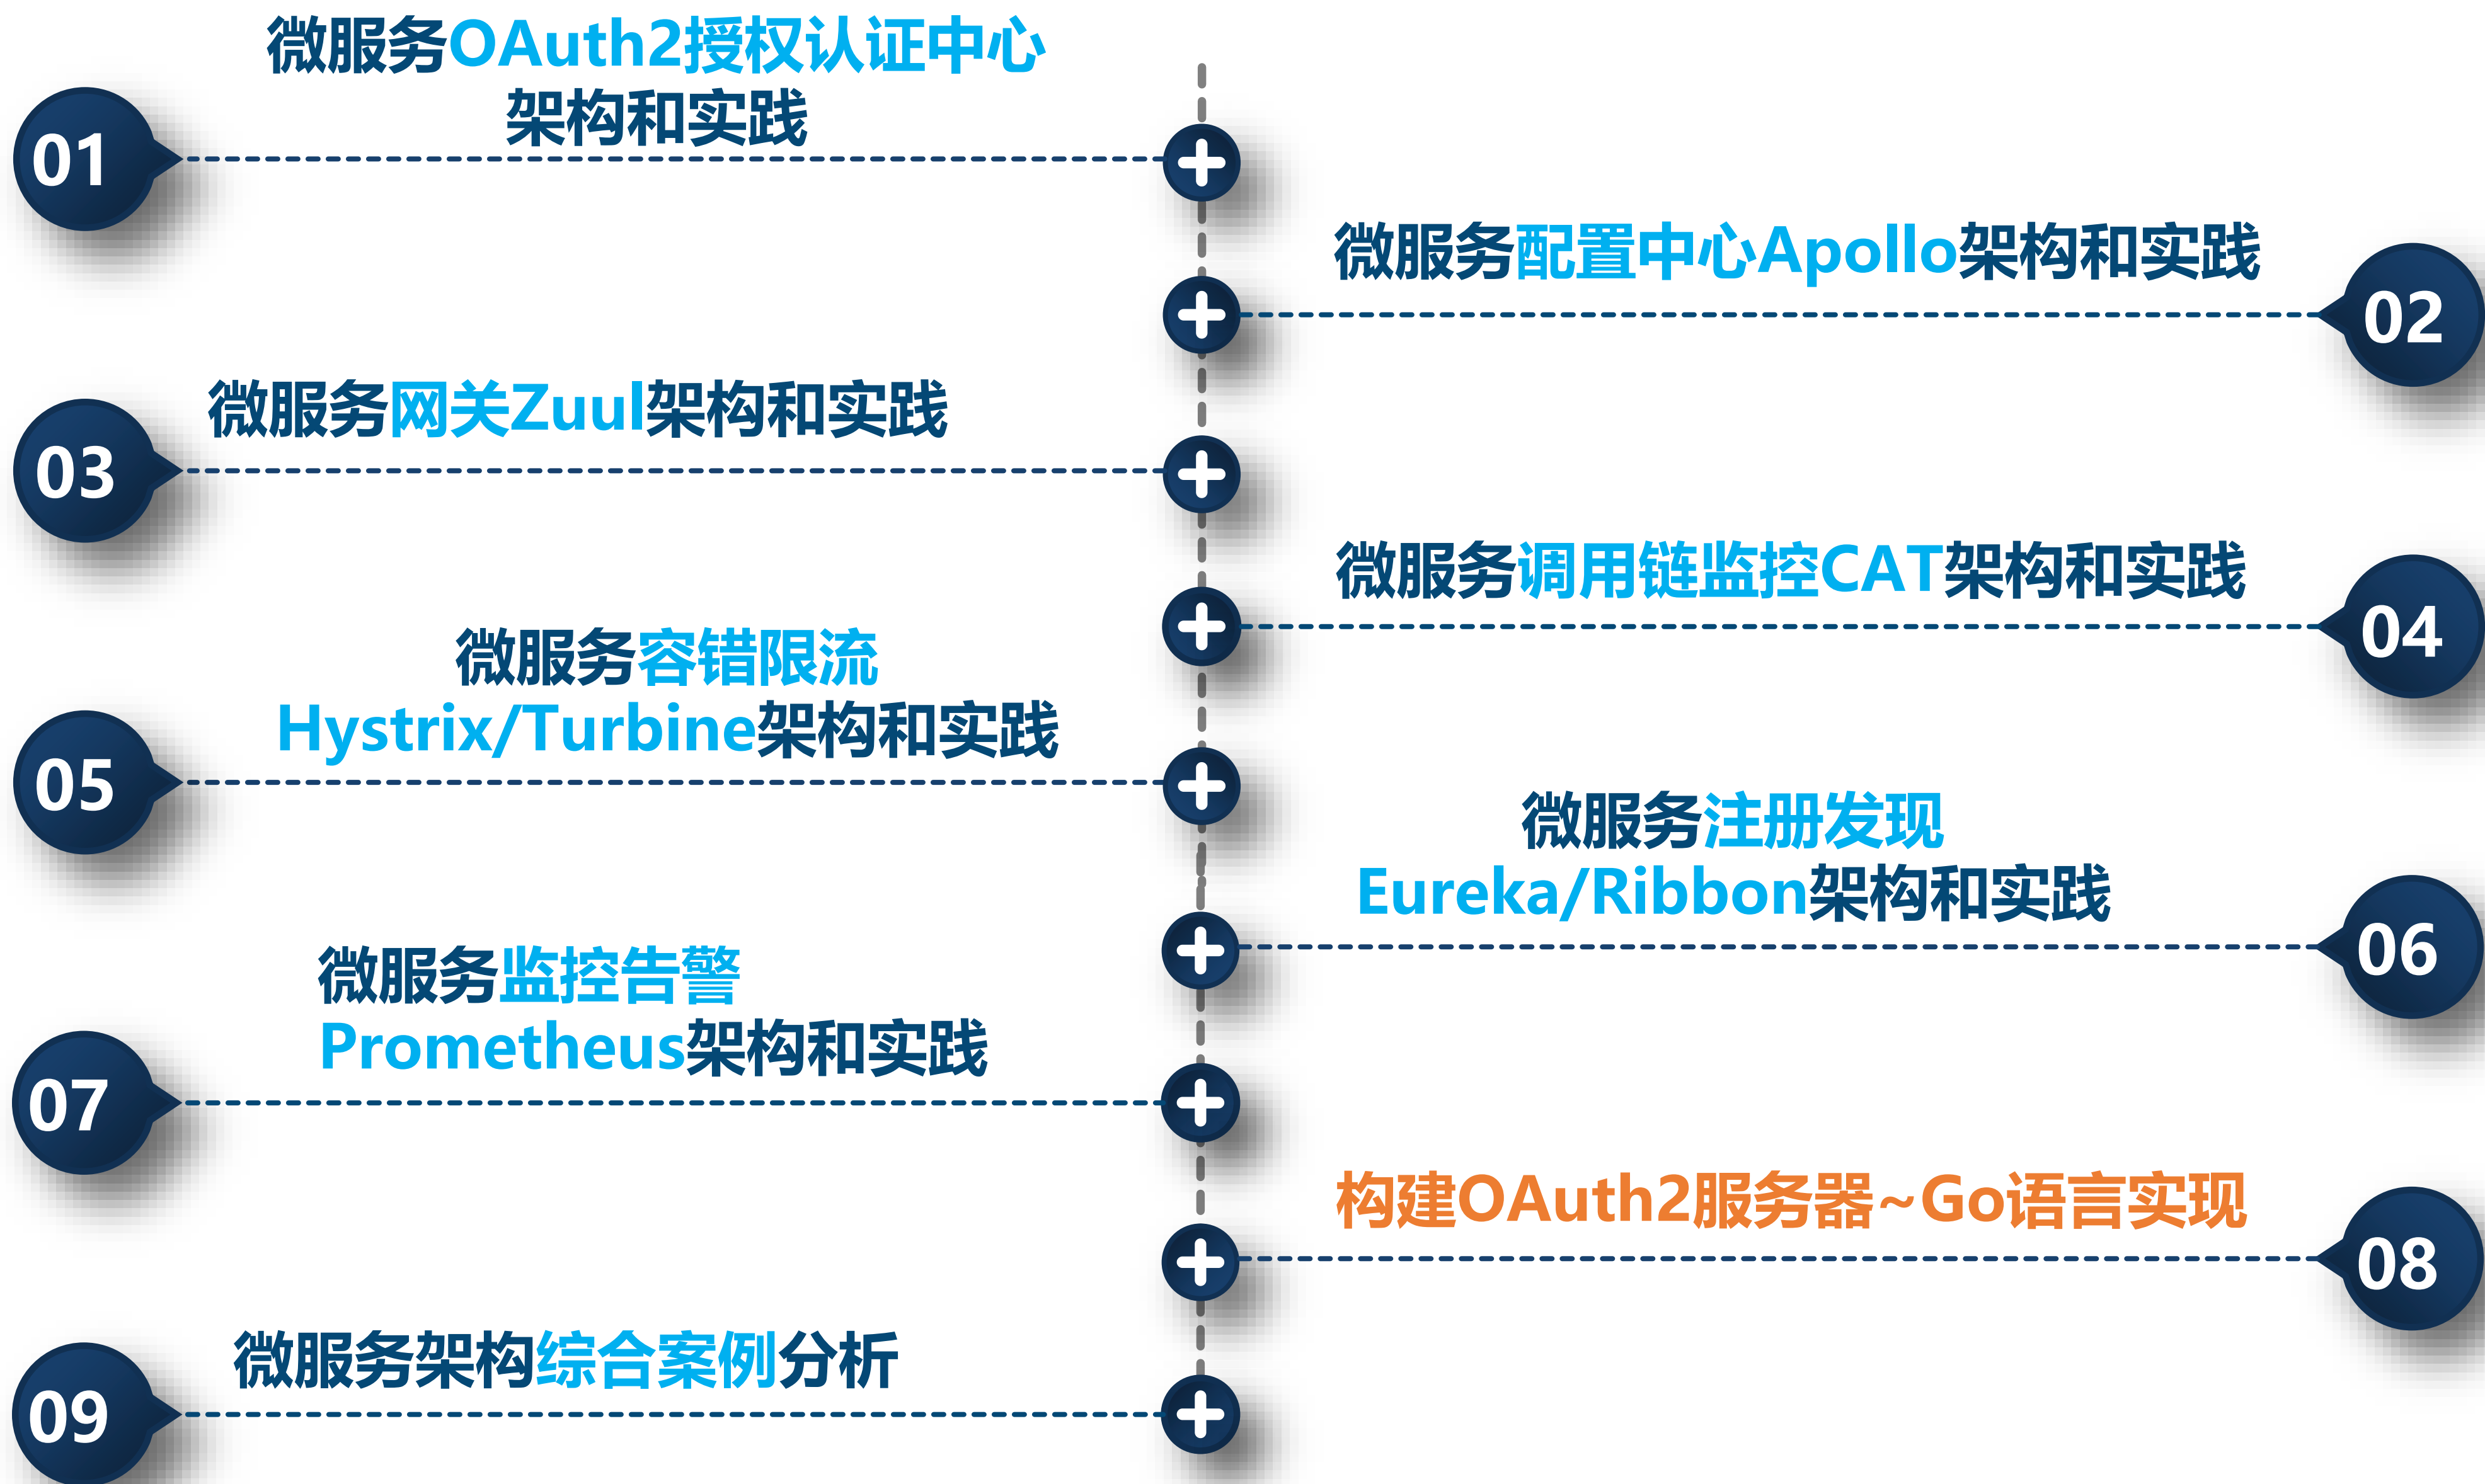 微服务OAuth2授权认证中心
架构和实践
01
微服务配置中心Apollo架构和实践
02
微服务网关Zuul架构和实践
03
微服务调用链监控CAT架构和实践
04
微服务容错限流
Hystrix/Turbine架构和实践
05
微服务注册发现
Eureka/Ribbon架构和实践
06
微服务监控告警
Prometheus架构和实践
07
构建OAuth2服务器~Go语言实现
08
微服务架构综合案例分析
09